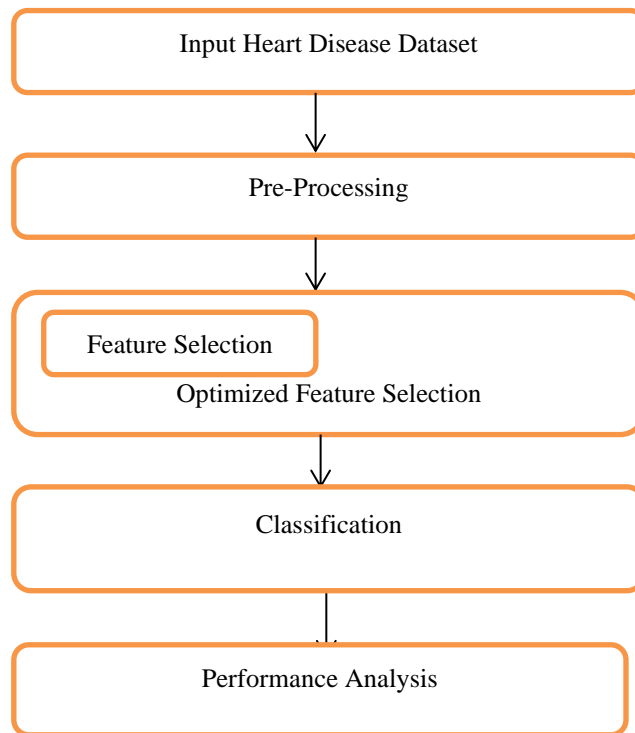 Input Heart Disease Dataset
Pre-Processing
Feature Selection
Optimized Feature Selection
Classification
Performance Analysis